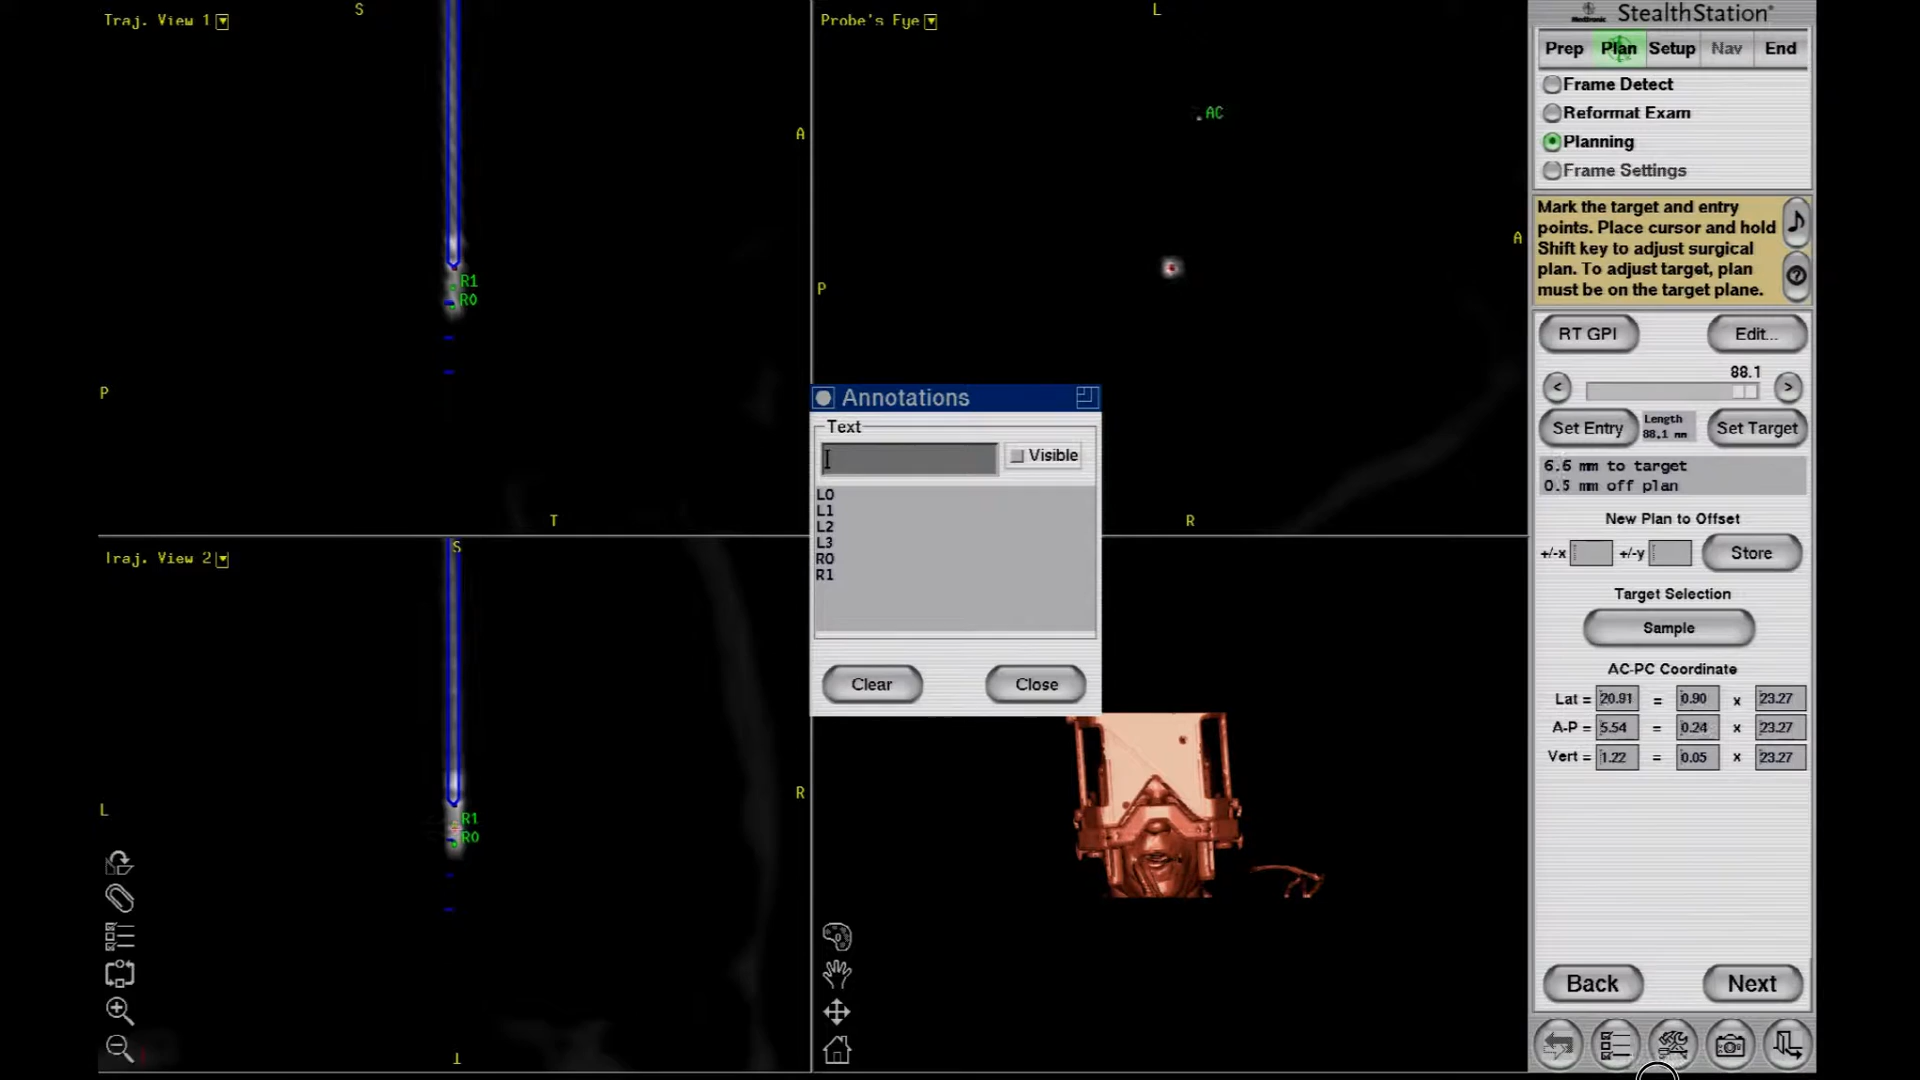 Traj. View 1
S
A
P
T
R1
R0
Probe's Eye
L
AC
A
P
R
Traj. View 2
S
L
R
R1
R0
Annotations
Text
Visible
L0
L1
L2
L3
R0
R1
Clear
Close
Medtronic
StealthStation
Prep Plan Setup Nav End
Frame Detect
Reformat Exam
Planning
Frame Settings
Mark the target and entry
points. Place cursor and hold
Shift key to adjust surgical
plan. To adjust target, plan
must be on the target plane.
RT GPI
Edit...
88.1
< >
Set Entry
Length
88.1 mm
Set Target
6.6 mm to target
0.5 mm off plan
New Plan to Offset
+/-x +/-y Store
Target Selection
Sample
AC-PC Coordinate
Lat = 20.91 = 0.90 x 23.27
A-P = 5.54 = 0.24 x 23.27
Vert = 1.22 = 0.05 x 23.27
Back
Next